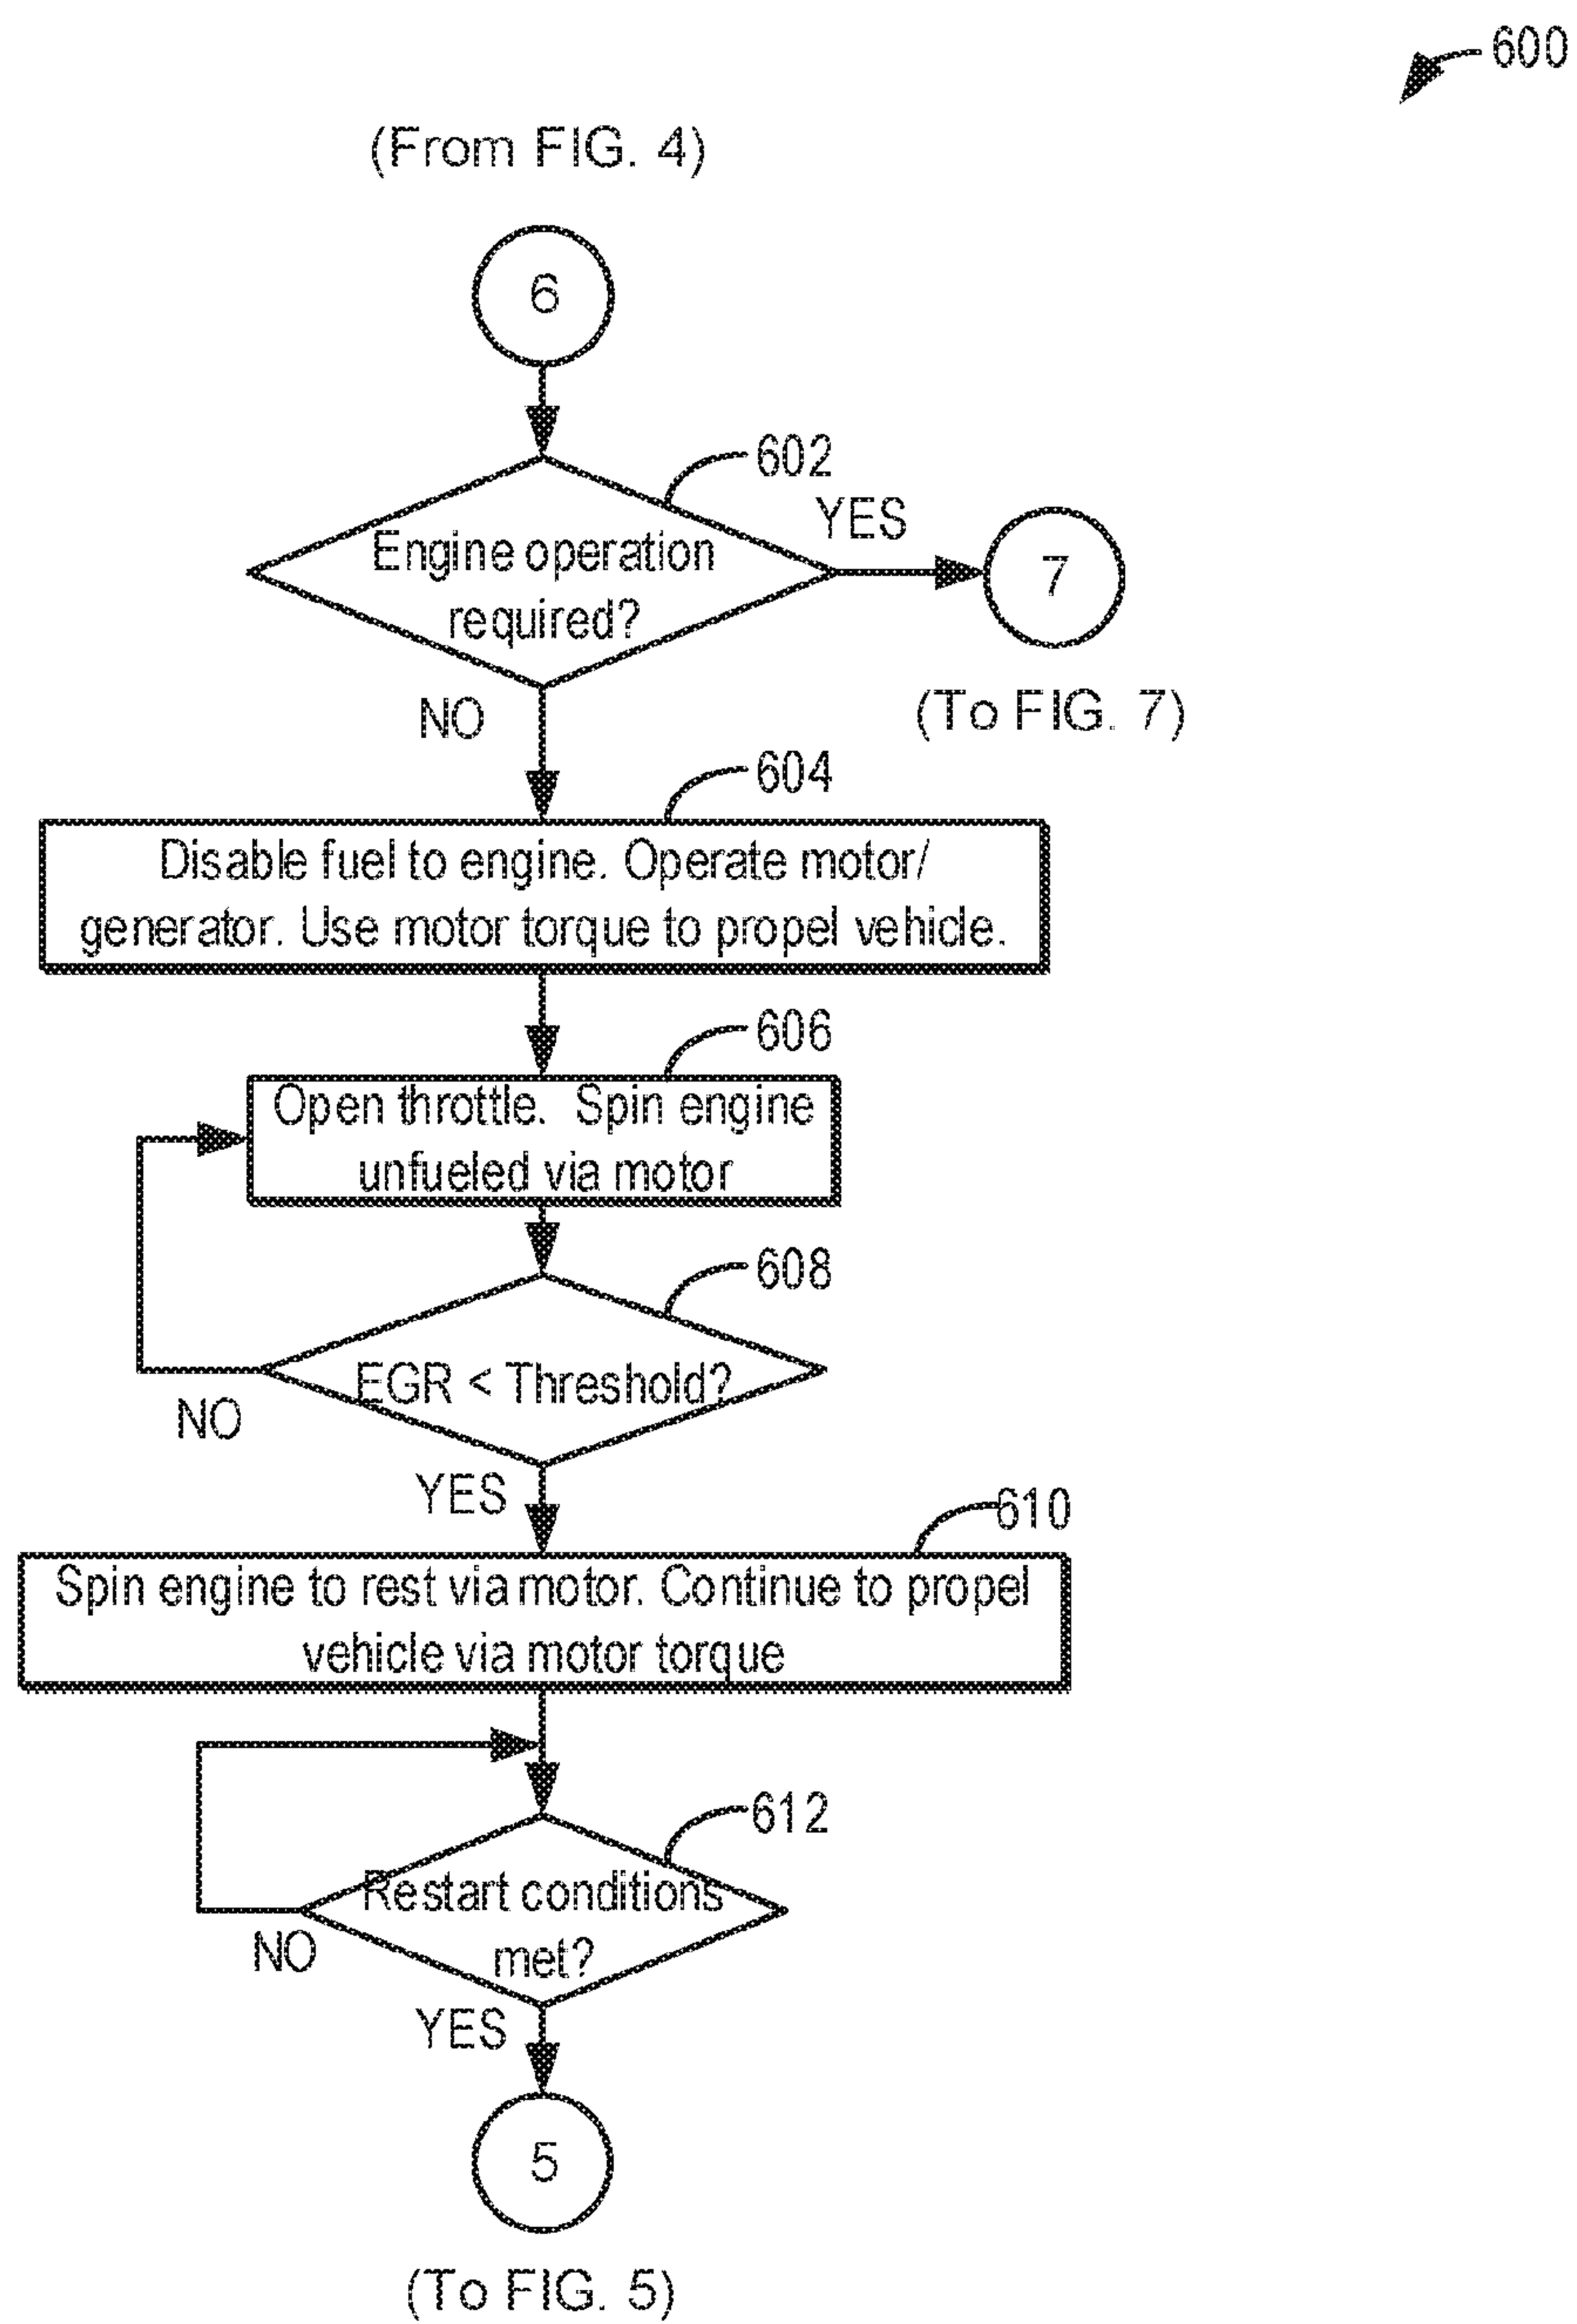 600
(From FIG. 4)
6
602
YES
Engine operation
required?
7
NO
(To FIG. 7)
604
Disable fuel to engine. Operate motor/
generator. Use motor torque to propel vehicle.
606
Open throttle. Spin engine
unfueled via motor
608
EGR < Threshold?
NO
YES
610
Spin engine to rest via motor. Continue to propel
vehicle via motor torque
612
Restart conditions
met?
NO
YES
5
(To FIG. 5)